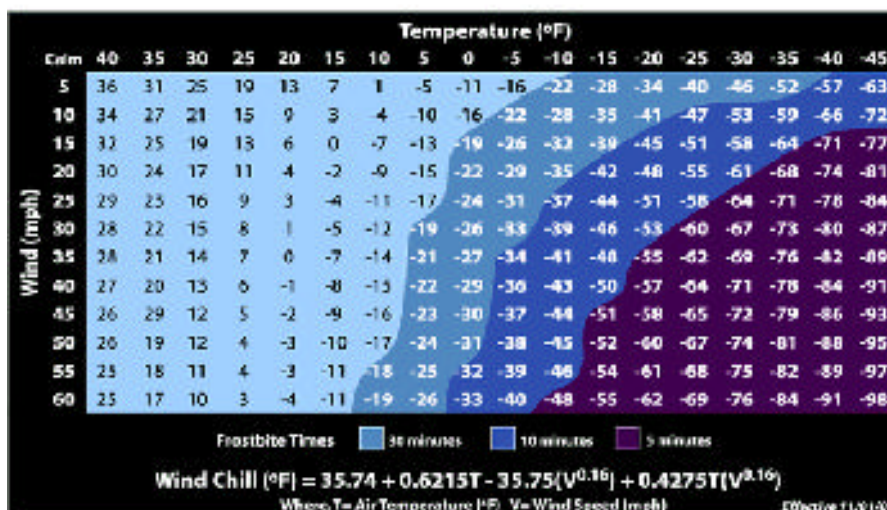 Temperature (°F)
Calm 40 35 30 25 20 15 10 5 0 -5 -10 -15 -20 -25 -30 -35 -40 -45
Wind (mph)
5 36 31 25 19 13 7 1 -5 -11 -16 -22 -28 -34 -40 -46 -52 -57 -63
10 34 27 21 15 9 3 -4 -10 -16 -22 -28 -35 -41 -47 -53 -59 -66 -72
15 32 25 19 13 6 0 -7 -13 -19 -26 -32 -39 -45 -51 -58 -64 -71 -77
20 30 24 17 11 4 -2 -9 -15 -22 -29 -35 -42 -48 -55 -61 -68 -74 -81
25 29 23 16 9 3 -4 -11 -17 -24 -31 -37 -44 -51 -58 -64 -71 -78 -84
30 28 22 15 8 1 -5 -12 -19 -26 -33 -39 -46 -53 -60 -67 -73 -80 -87
35 28 21 14 7 0 -7 -14 -21 -27 -34 -41 -48 -55 -62 -69 -76 -82 -89
40 27 20 13 6 -1 -8 -15 -22 -29 -36 -43 -50 -57 -64 -71 -78 -84 -91
45 26 29 12 5 -2 -9 -16 -23 -30 -37 -44 -51 -58 -65 -72 -79 -86 -93
50 26 19 12 4 -3 -10 -17 -24 -31 -38 -45 -52 -60 -67 -74 -81 -88 -95
55 25 18 11 4 -3 -11 -18 -25 32 -39 -46 -54 -61 -68 -75 -82 -89 -97
60 25 17 10 3 -4 -11 -19 -26 -33 -40 -48 -55 -62 -69 -76 -84 -91 -98
Frostbite Times 30 minutes 10 minutes 5 minutes
Wind Chill (°F) = 35.74 + 0.6215T - 35.75(V^0.16) + 0.4275T(V^0.16)
Where, T= Air Temperature (°F) V= Wind Speed (mph) Effective